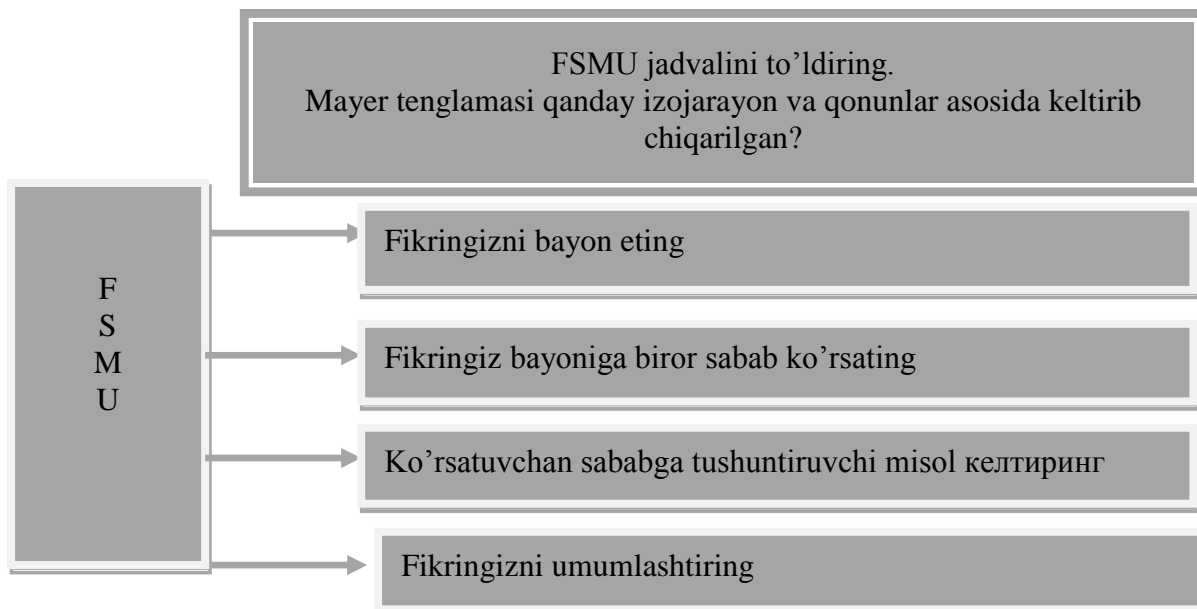 FSMU jadvalini to’ldiring.
Mayer tenglamasi qanday izojarayon va qonunlar asosida keltirib
chiqarilgan?
F
S
M
U
Fikringizni bayon eting
Fikringiz bayoniga biror sabab ko’rsating
Ko’rsatuvchan sababga tushuntiruvchi misol келтиринг
Fikringizni umumlashtiring